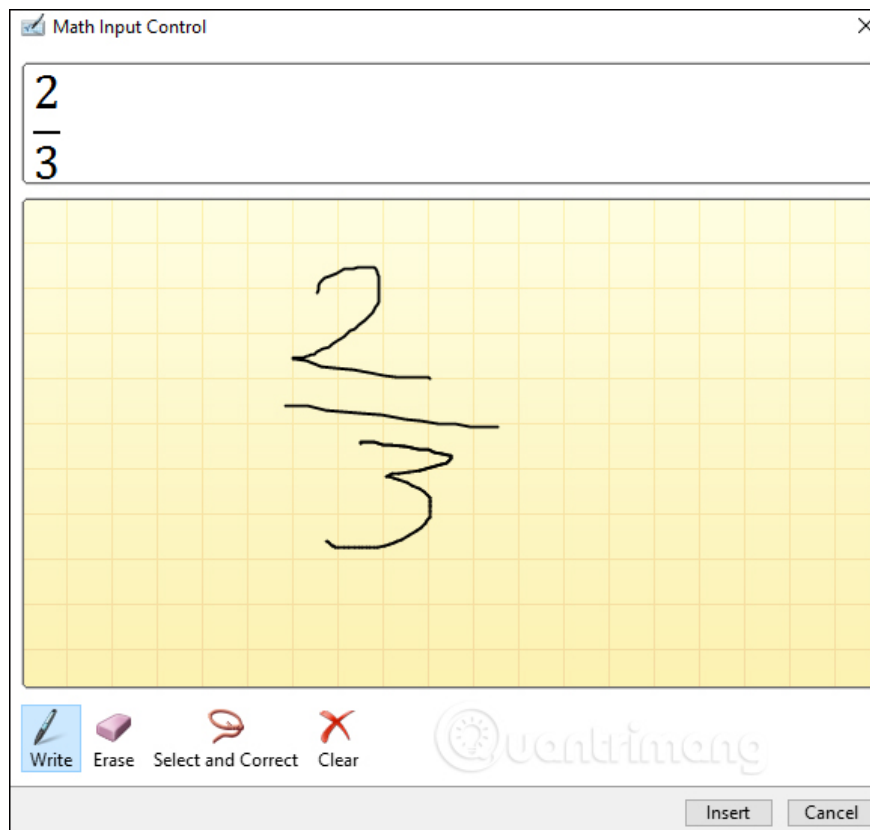 Math Input Control
2
3
2
3
Write Erase Select and Correct Clear
Quantrimang
Insert Cancel